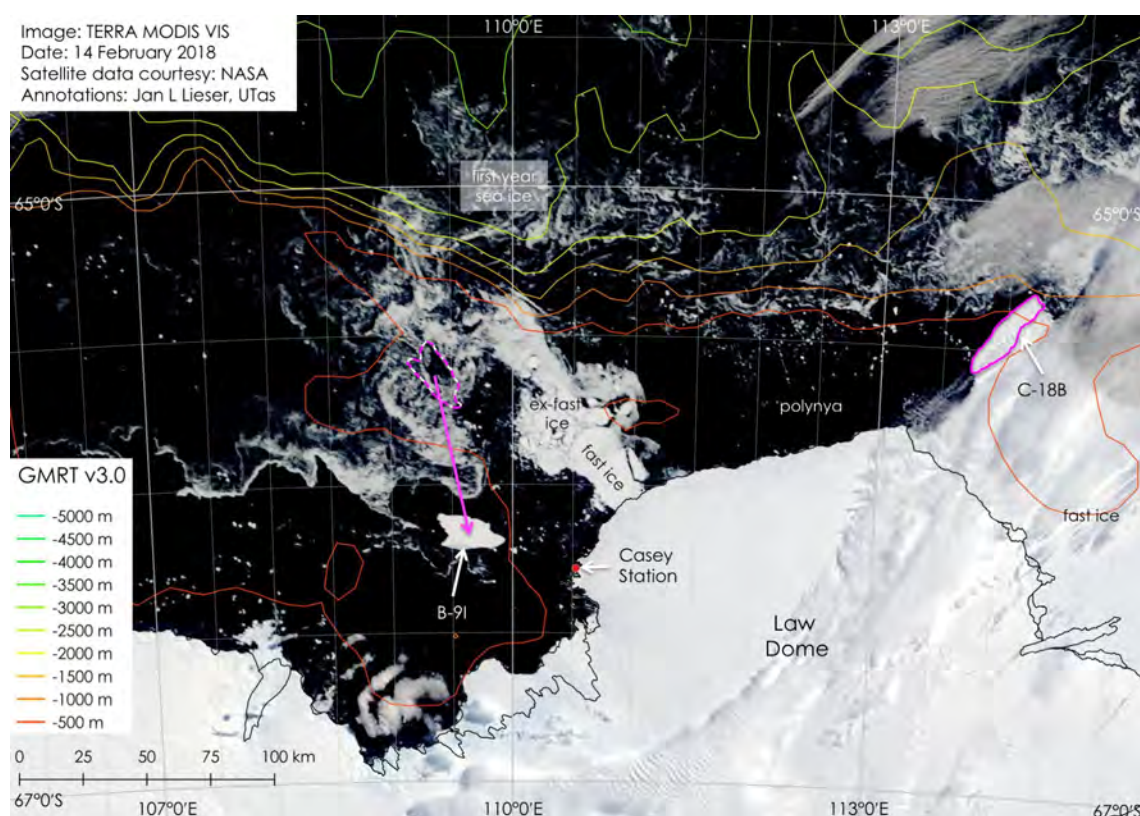 Image: TERRA MODIS VIS
Date: 14 February 2018
Satellite data courtesy: NASA
Annotations: Jan L Lieser, UTas
110°0'E
113°0'E
first-year
sea ice
65°0'S
65°0'S
C-18B
polynya
ex-fast
ice
fast ice
GMRT v3.0
-5000 m
-4500 m
-4000 m
-3500 m
-3000 m
-2500 m
-2000 m
-1500 m
-1000 m
-500 m
fast ice
Casey
Station
B-9I
Law
Dome
0 25 50 75 100 km
67°0'S
107°0'E
110°0'E
113°0'E
67°0'S